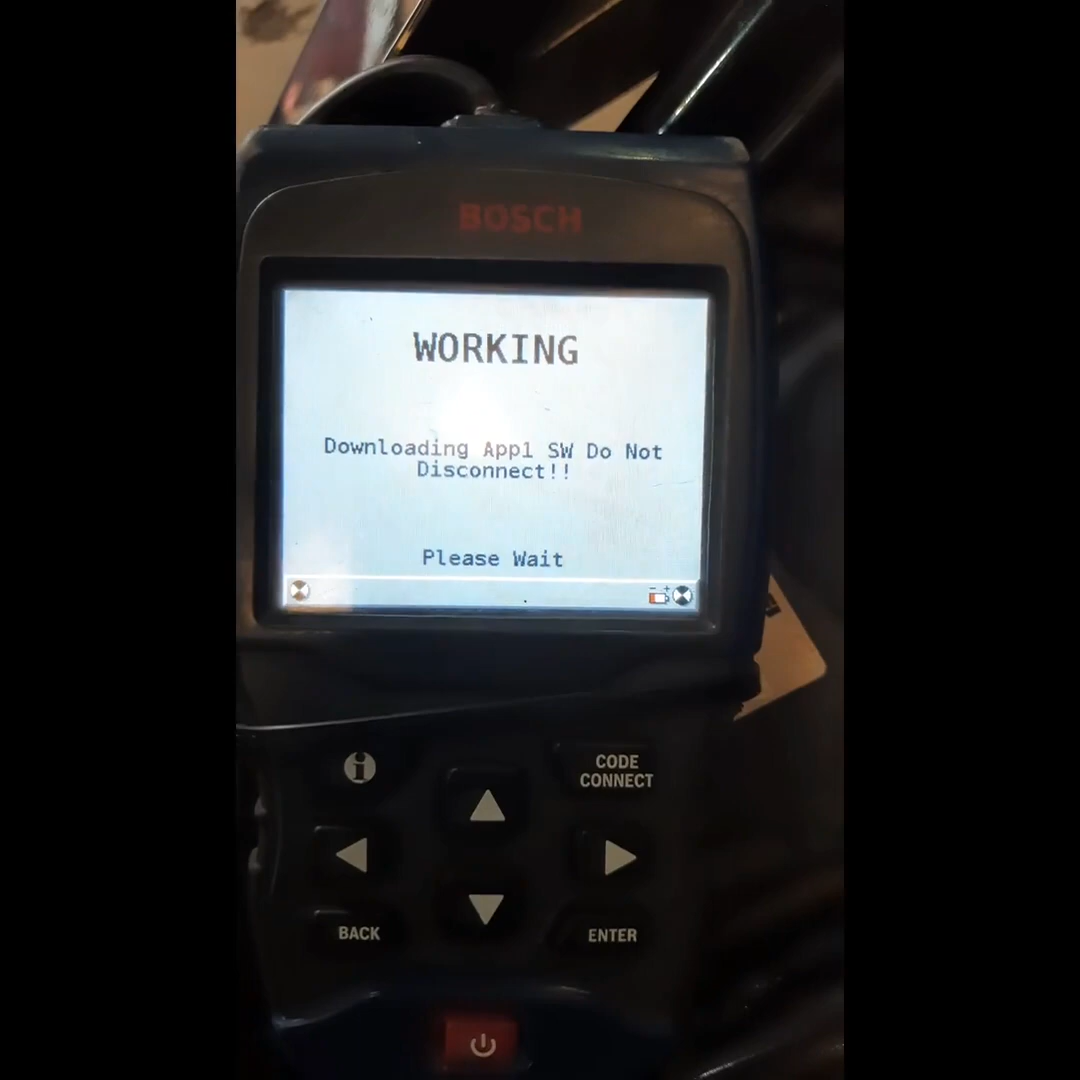 BOSCH
WORKING
Downloading App1 SW Do Not
Disconnect!!
Please Wait
CODE
CONNECT
BACK
ENTER